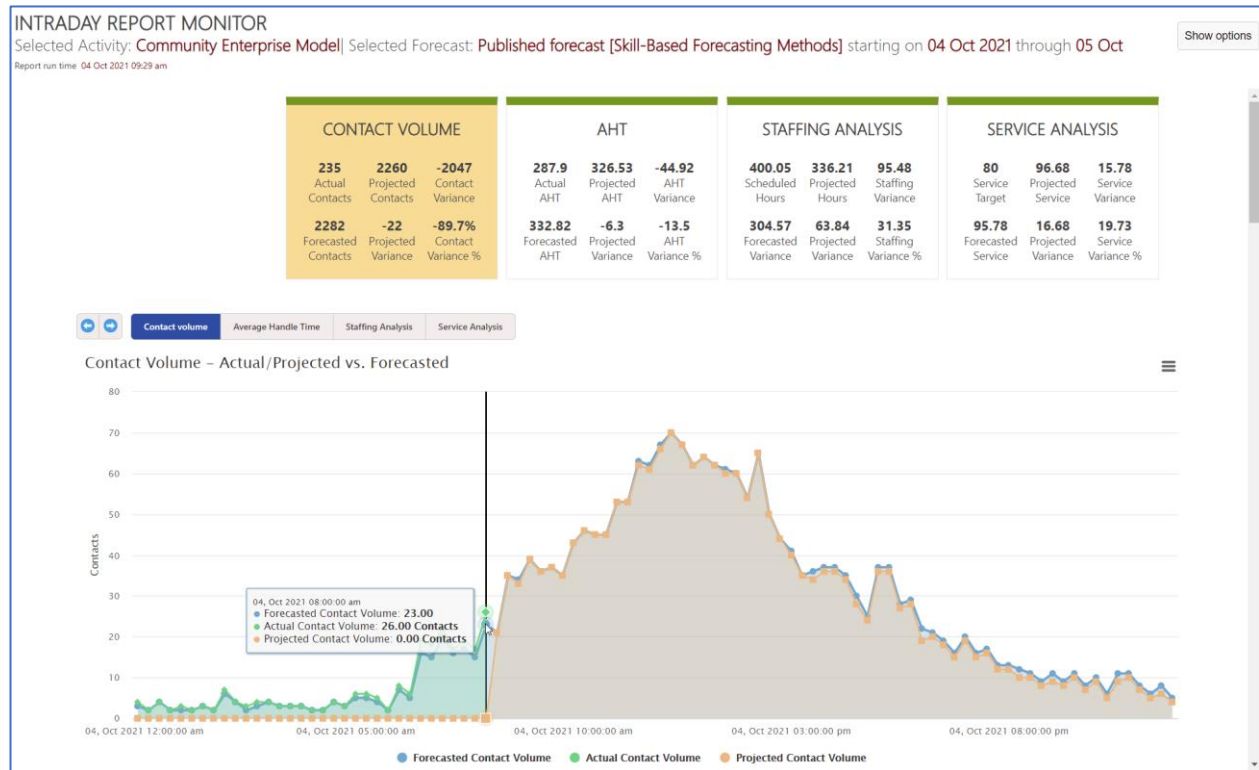 INTRADAY REPORT MONITOR
Selected Activity: Community Enterprise Model| Selected Forecast: Published forecast [Skill-Based Forecasting Methods] starting on 04 Oct 2021 through 05 Oct
Show options
Report run time 04 Oct 2021 09:29 am
CONTACT VOLUME
235 2260 -2047
Actual Projected Contact
Contacts Contacts Variance
2282 -22 -89.7%
Forecasted Projected Contact
Contacts Variance Variance %
AHT
287.9 326.53 -44.92
Actual Projected AHT
AHT AHT Variance
332.82 -6.3 -13.5
Forecasted Projected AHT
AHT Variance Variance %
STAFFING ANALYSIS
400.05 336.21 95.48
Scheduled Projected Staffing
Hours Hours Variance
304.57 63.84 31.35
Forecasted Projected Staffing
Variance Variance Variance %
SERVICE ANALYSIS
80 96.68 15.78
Service Projected Service
Target Service Variance
95.78 16.68 19.73
Forecasted Projected Service
Service Variance Variance %
Contact volume Average Handle Time Staffing Analysis Service Analysis
Contact Volume – Actual/Projected vs. Forecasted
80
70
60
50
40
30
20
10
0
Contacts
04, Oct 2021 08:00:00 am
Forecasted Contact Volume: 23.00
Actual Contact Volume: 26.00 Contacts
Projected Contact Volume: 0.00 Contacts
04, Oct 2021 12:00:00 am 04, Oct 2021 05:00:00 am 04, Oct 2021 10:00:00 am 04, Oct 2021 03:00:00 pm 04, Oct 2021 08:00:00 pm
Forecasted Contact Volume Actual Contact Volume Projected Contact Volume